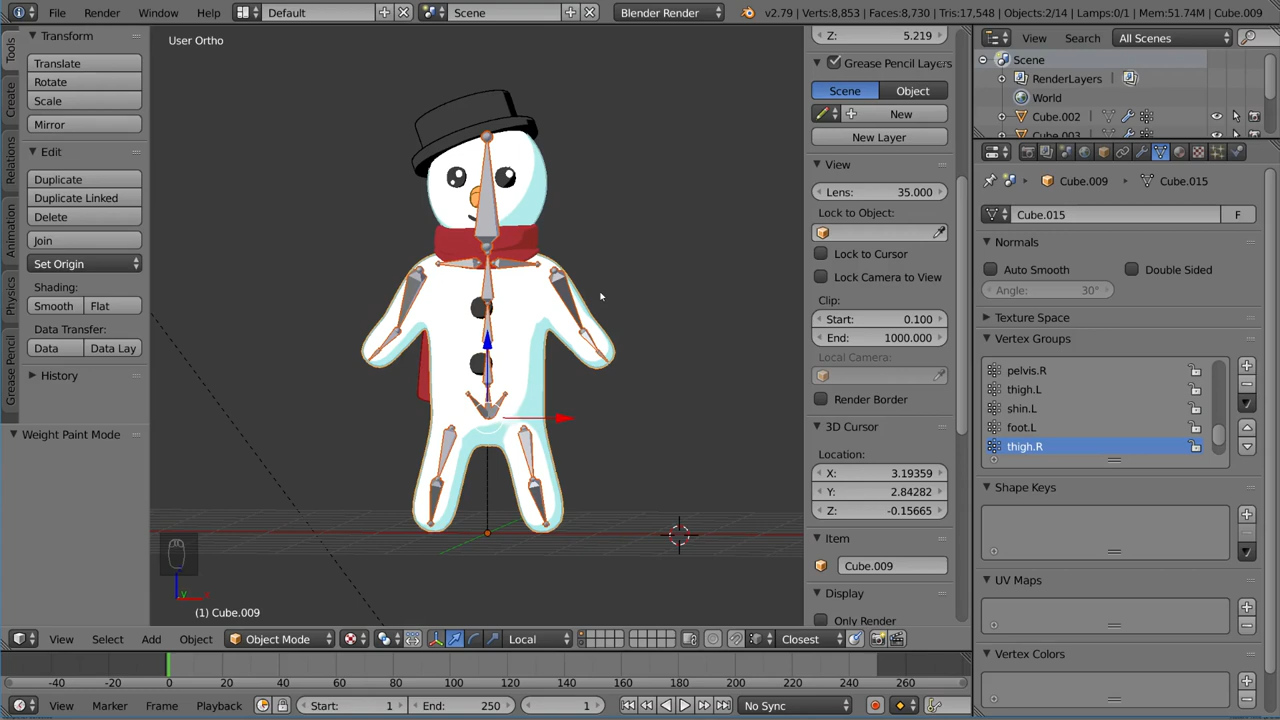 Render Window Help Default Scene Blender Render v2.79 | Verts:8,853 | Faces:8,730 | Tris:17,548 | Objects:2/14 | Lamps:0/1 | Mem:51.74M | Cube.009
Tools
Create
Relations
Animation
Physics
Grease Pencil
Transform
Translate
Rotate
Scale
Mirror
Edit
Duplicate
Duplicate Linked
Delete
Join
Set Origin
Shading:
Smooth Flat
Data Transfer:
Data Data Lay
History
Weight Paint Mode
User Ortho
z
y x
(1) Cube.009
Z: 5.219
Grease Pencil Layers
Scene Object
New
New Layer
View
Lens: 35.000
Lock to Object:
Lock to Cursor
Lock Camera to View
Clip:
Start: 0.100
End: 1000.000
Local Camera:
Render Border
3D Cursor
Location:
X: 3.19359
Y: 2.84282
Z: -0.15665
Item
Cube.009
Display
Only Render
View Search All Scenes
Scene
RenderLayers
World
Cube.002
Cube.003
Cube.009 Cube.015
Cube.015 F
Normals
Auto Smooth Double Sided
Angle: 30°
Texture Space
Vertex Groups
pelvis.R
thigh.L
shin.L
foot.L
thigh.R
Shape Keys
UV Maps
Vertex Colors
View Select Add Object Object Mode Local Closest
-40 -20 0 20 40 60 80 100 120 140 160 180 200 220 240 260
View Marker Frame Playback Start: 1 End: 250 1 No Sync